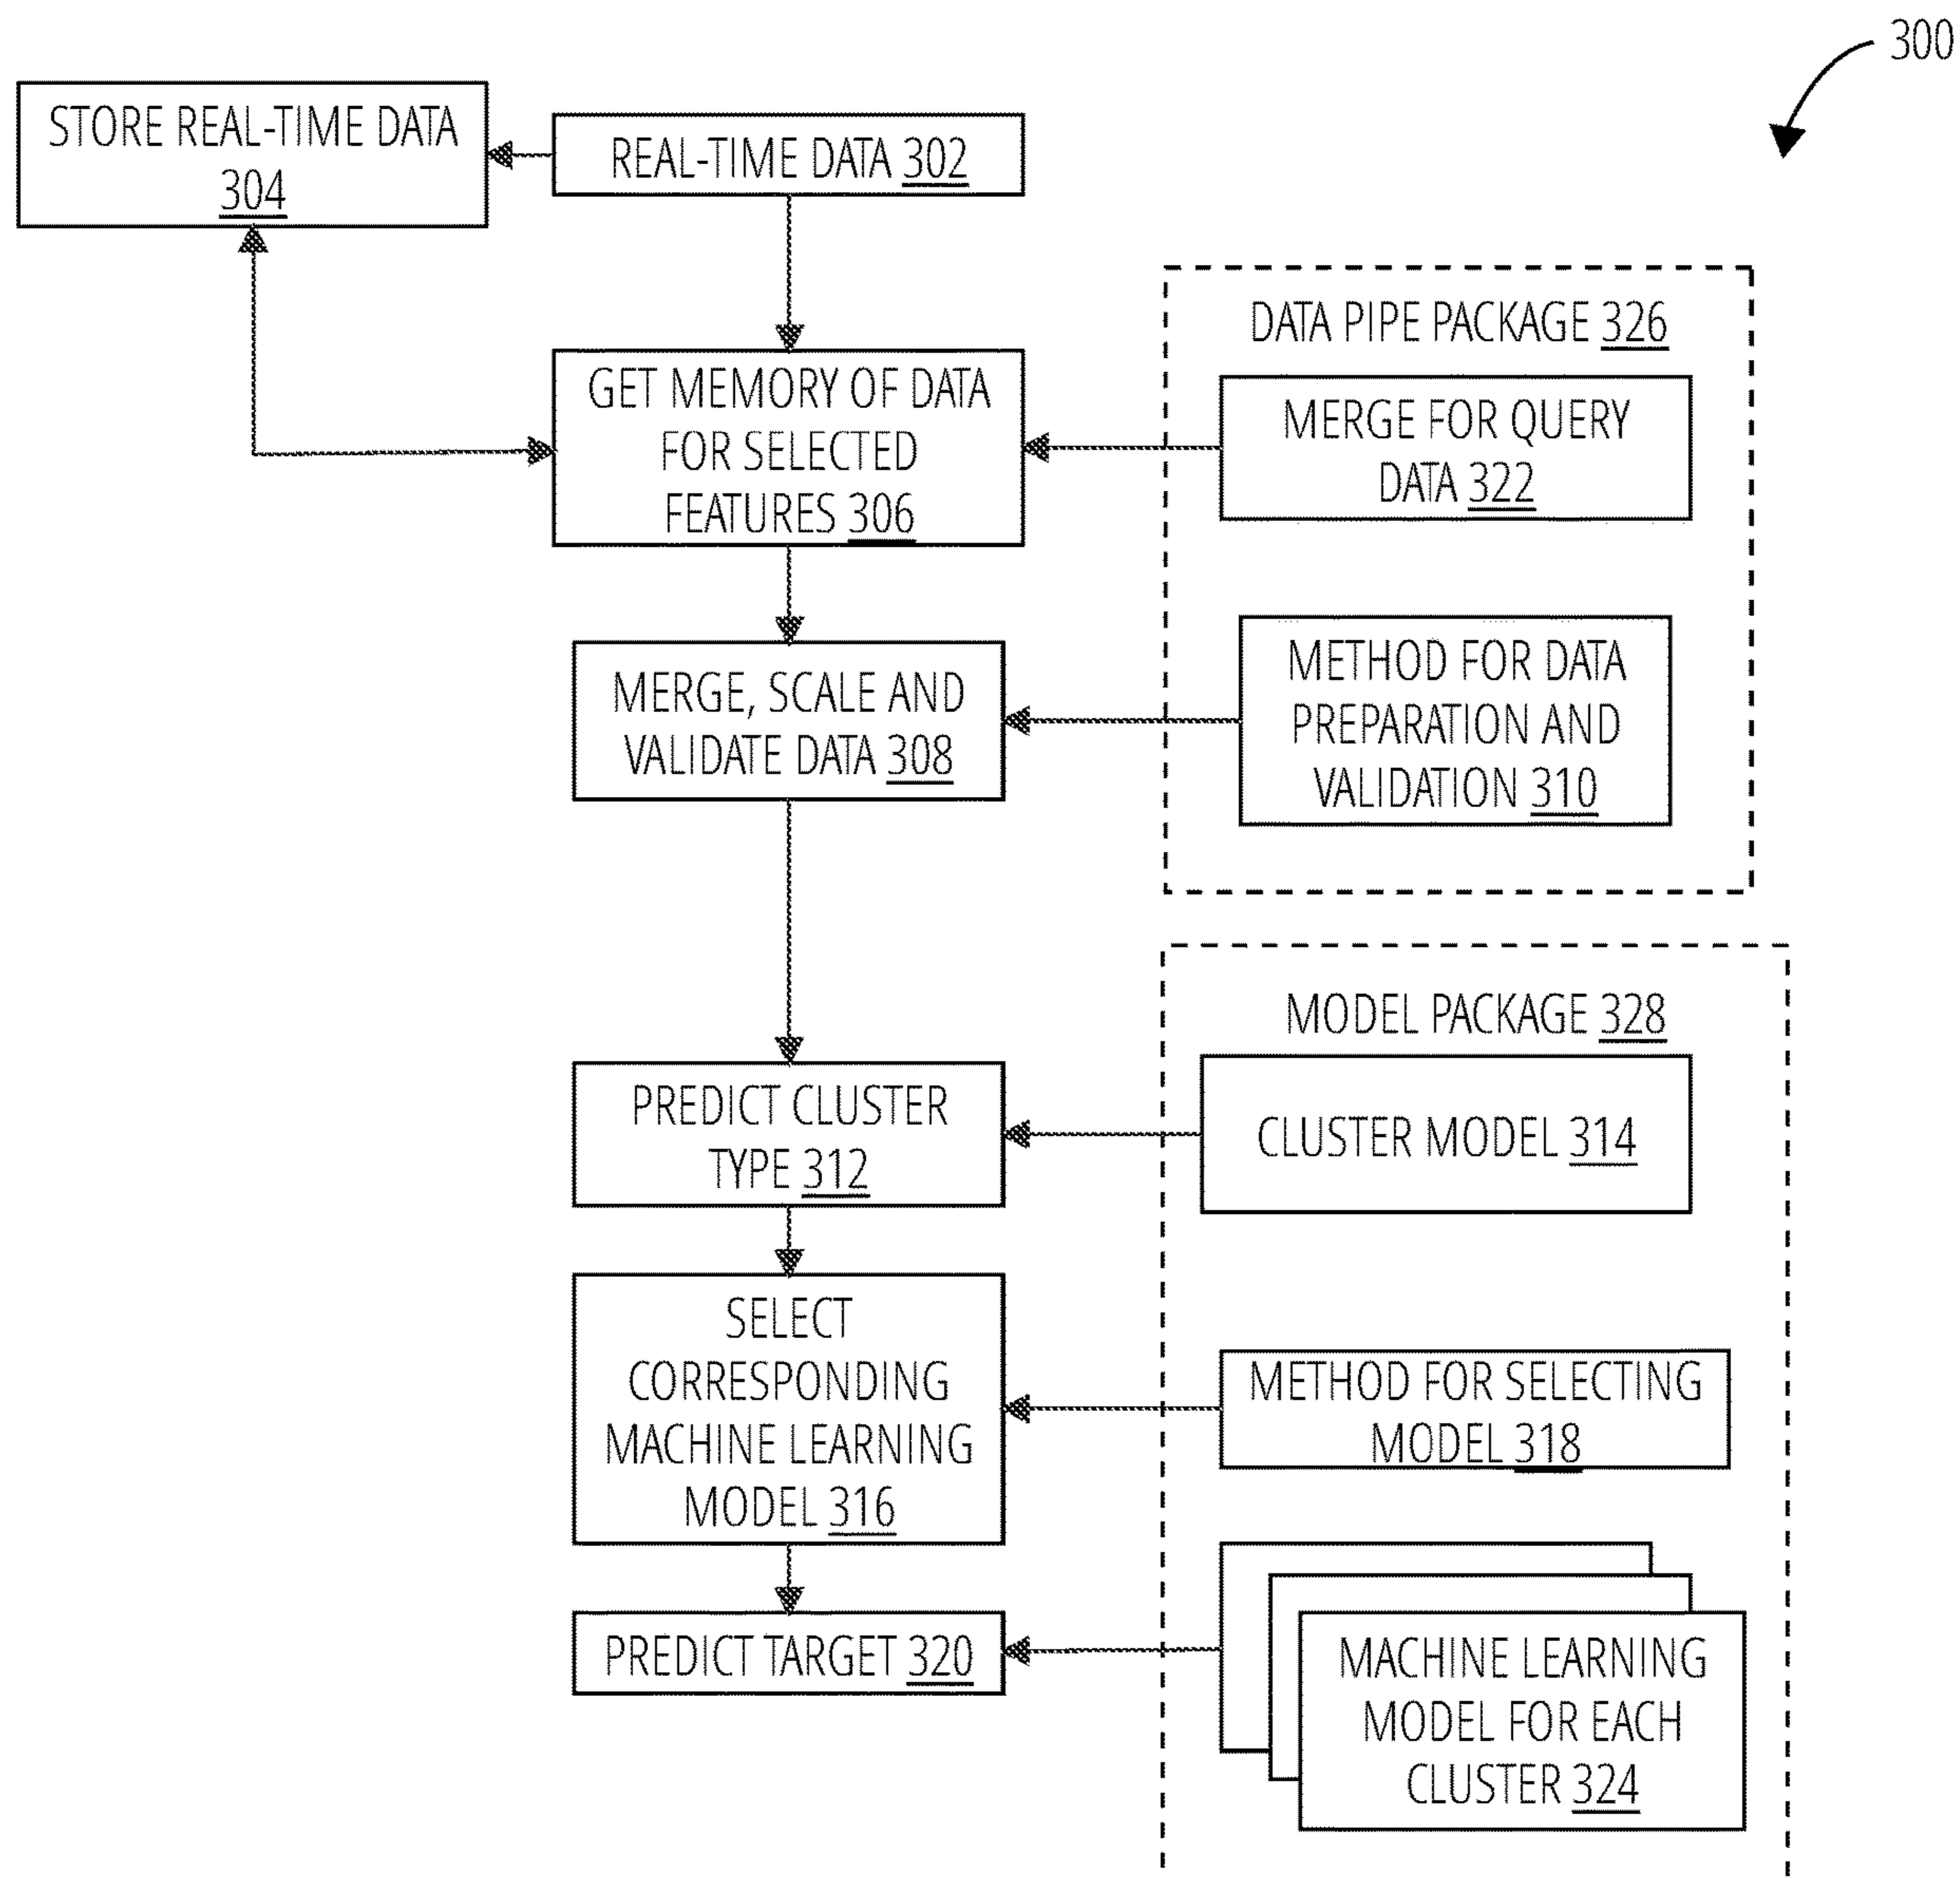 300
STORE REAL-TIME DATA
304
REAL-TIME DATA 302
GET MEMORY OF DATA
FOR SELECTED
FEATURES 306
DATA PIPE PACKAGE 326
MERGE FOR QUERY
DATA 322
MERGE, SCALE AND
VALIDATE DATA 308
METHOD FOR DATA
PREPARATION AND
VALIDATION 310
MODEL PACKAGE 328
PREDICT CLUSTER
TYPE 312
CLUSTER MODEL 314
SELECT
CORRESPONDING
MACHINE LEARNING
MODEL 316
METHOD FOR SELECTING
MODEL 318
PREDICT TARGET 320
MACHINE LEARNING
MODEL FOR EACH
CLUSTER 324